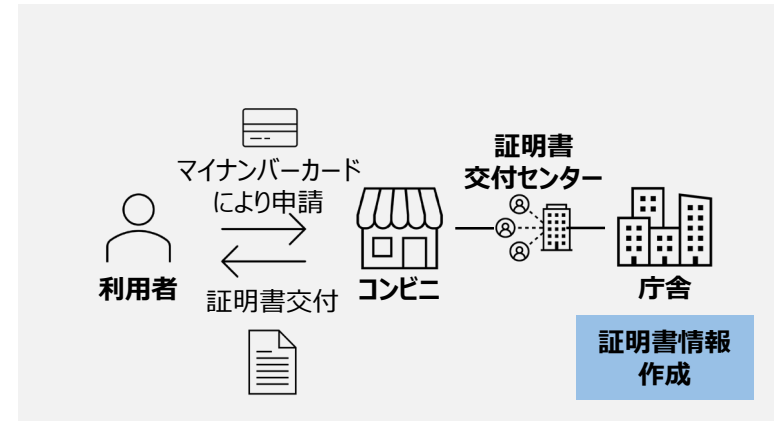 マイナンバーカード
により申請
利用者
証明書交付
コンビニ
証明書
交付センター
庁舎
証明書情報
作成